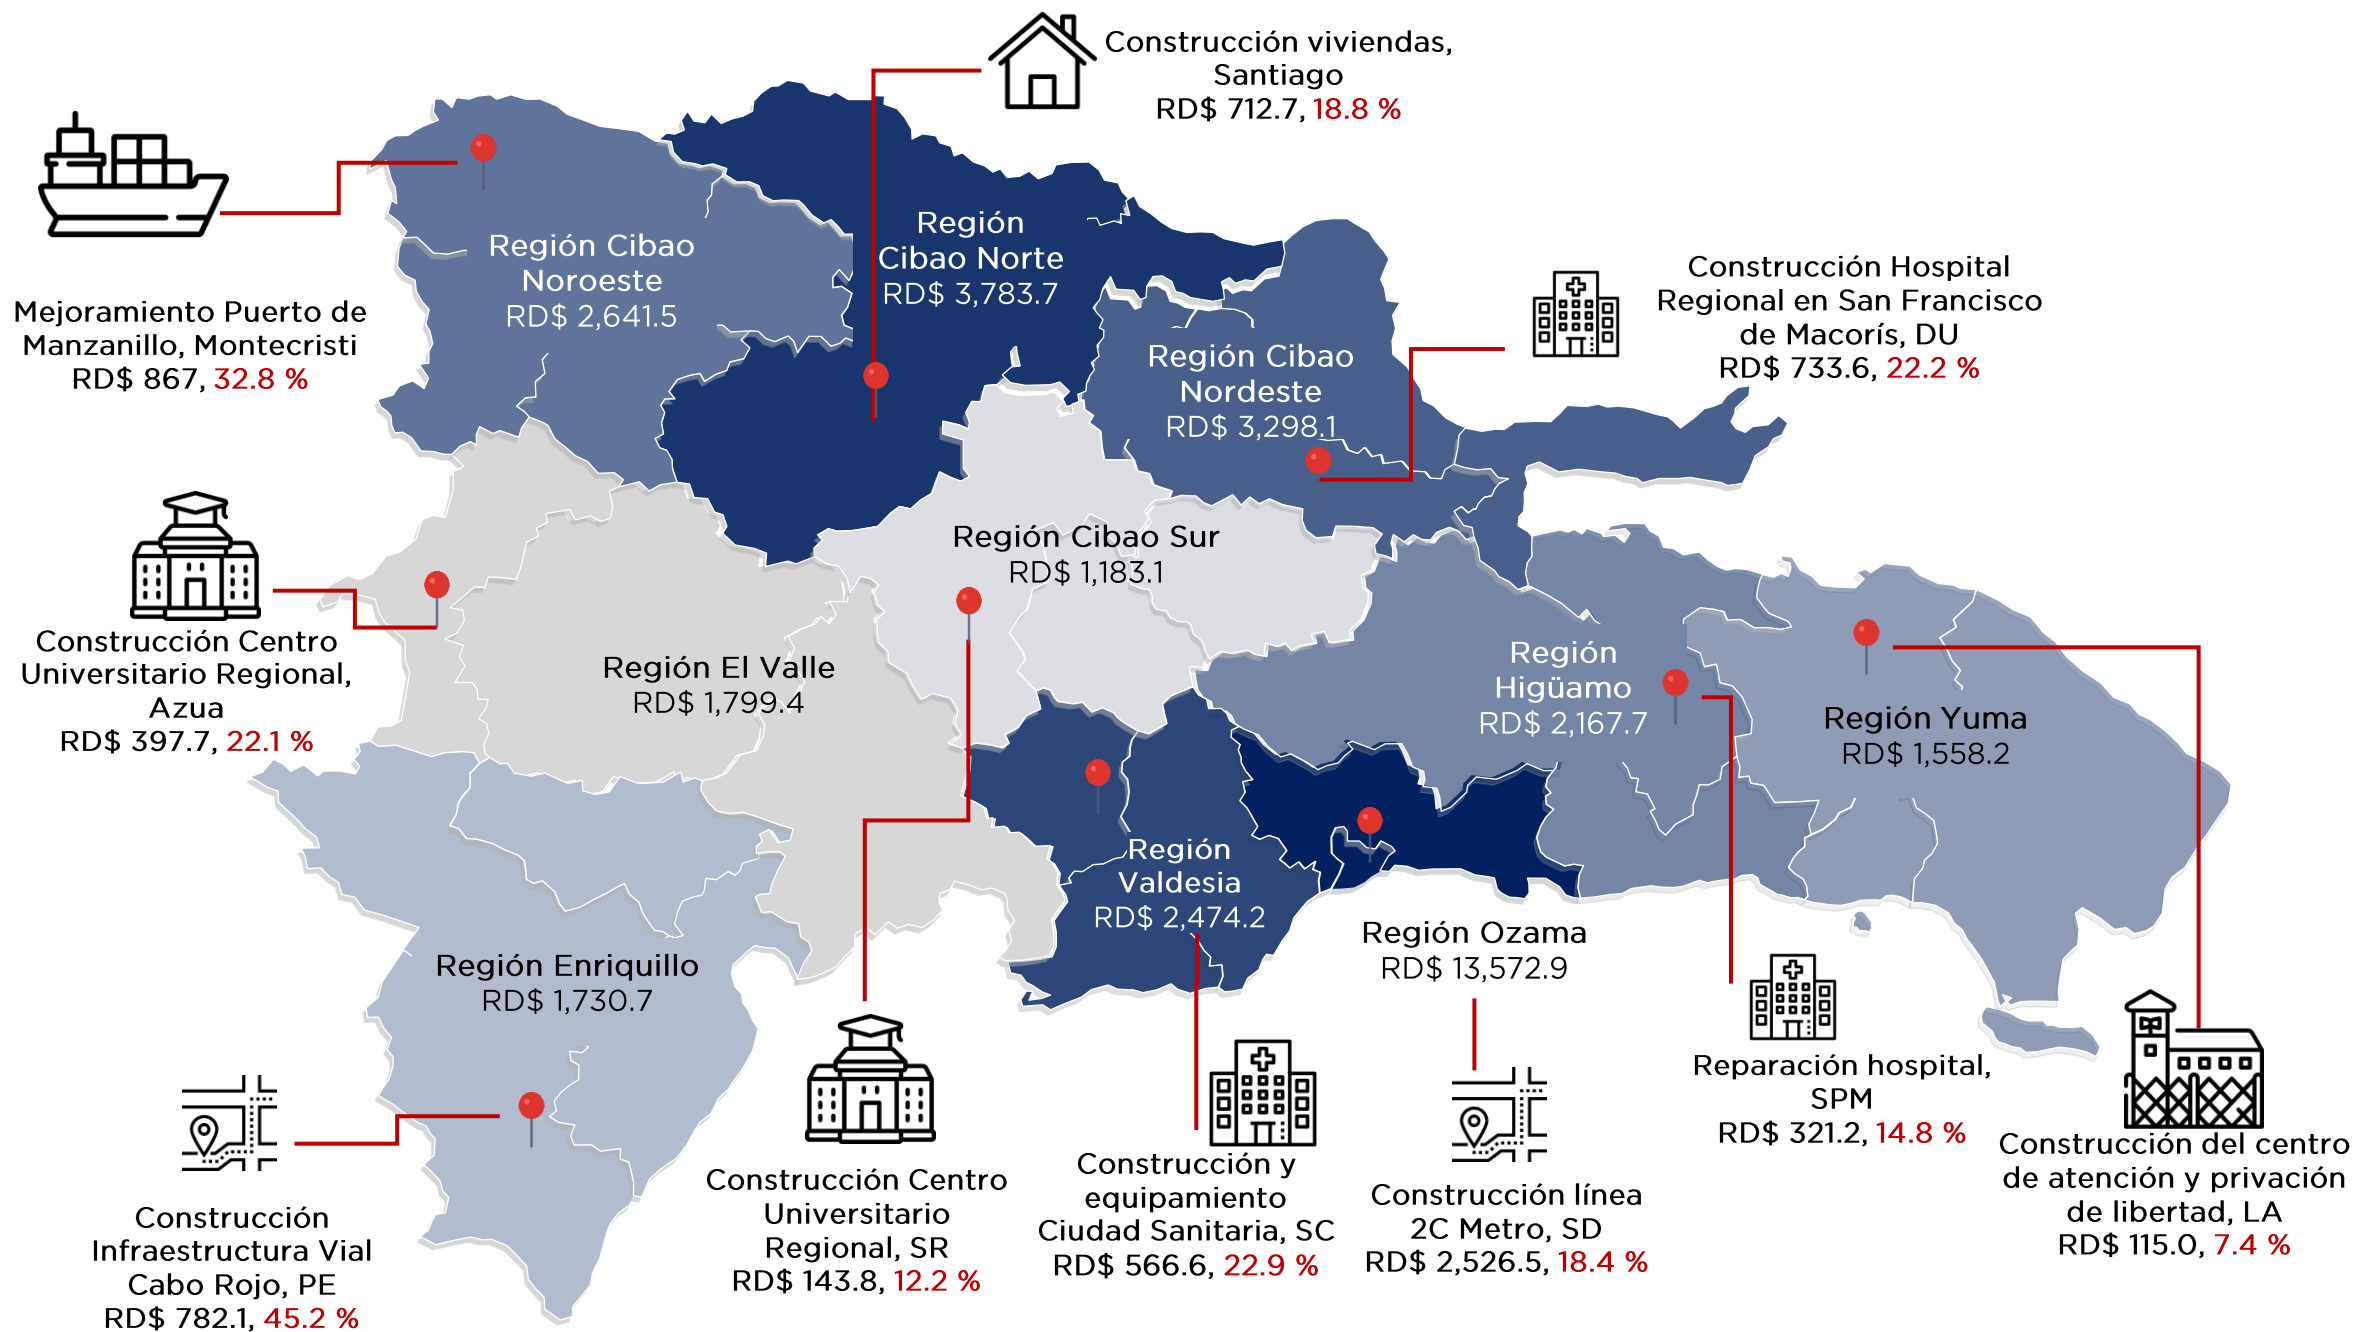 Construcción viviendas,
Santiago
RD$ 712.7, 18.8 %
Región
Cibao Norte
RD$ 3,783.7
Región Cibao
Noroeste
RD$ 2,641.5
Mejoramiento Puerto de
Manzanillo, Montecristi
RD$ 867, 32.8 %
Construcción Hospital
Regional en San Francisco
de Macorís, DU
RD$ 733.6, 22.2 %
Región Cibao
Nordeste
RD$ 3,298.1
Región Cibao Sur
RD$ 1,183.1
Construcción Centro
Universitario Regional,
Azua
RD$ 397.7, 22.1 %
Región El Valle
RD$ 1,799.4
Región
Higüamo
RD$ 2,167.7
Región Yuma
RD$ 1,558.2
Región
Valdesia
RD$ 2,474.2
Región Ozama
RD$ 13,572.9
Región Enriquillo
RD$ 1,730.7
Construcción
Infraestructura Vial
Cabo Rojo, PE
RD$ 782.1, 45.2 %
Construcción Centro
Universitario
Regional, SR
RD$ 143.8, 12.2 %
Construcción y
equipamiento
Ciudad Sanitaria, SC
RD$ 566.6, 22.9 %
Construcción línea
2C Metro, SD
RD$ 2,526.5, 18.4 %
Reparación hospital,
SPM
RD$ 321.2, 14.8 %
Construcción del centro
de atención y privación
de libertad, LA
RD$ 115.0, 7.4 %